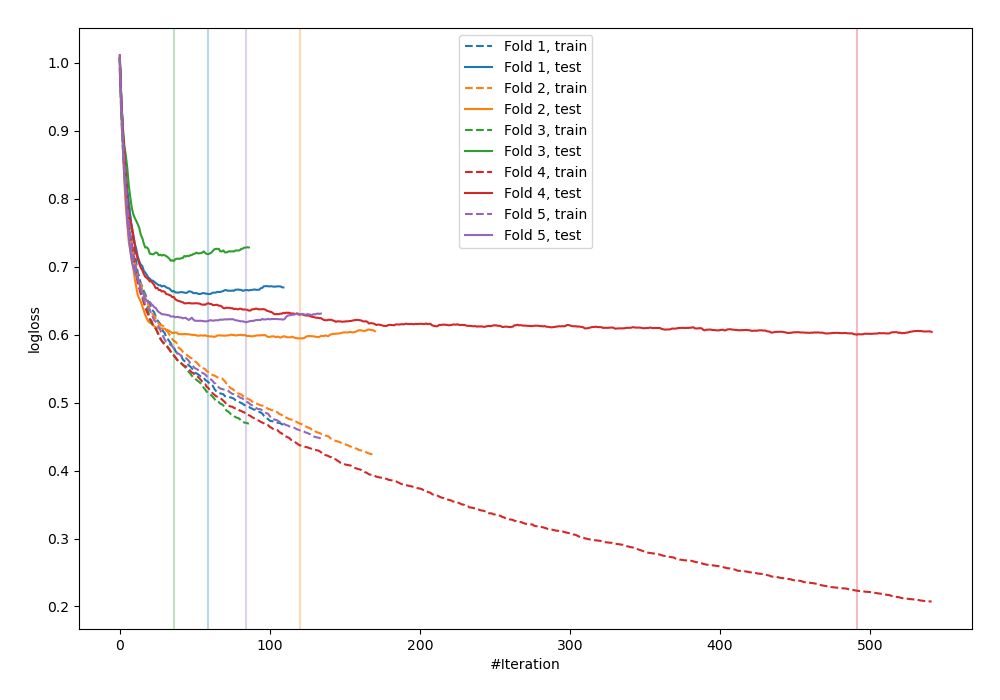 1.0
0.9
0.8
0.7
0.6
0.5
0.4
0.3
0.2
logloss
Fold 1, train
Fold 1, test
Fold 2, train
Fold 2, test
Fold 3, train
Fold 3, test
Fold 4, train
Fold 4, test
Fold 5, train
Fold 5, test
0 100 200 300 400 500
#Iteration